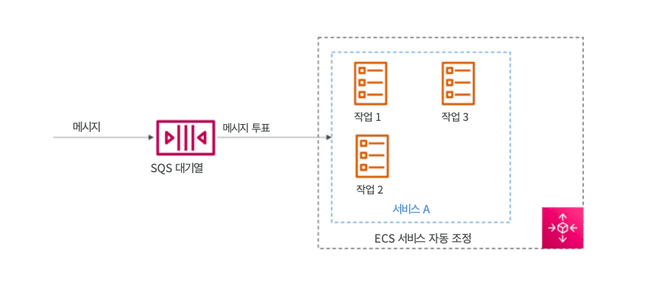 메시지
메시지 투표
SQS 대기열
작업 1
작업 3
작업 2
서비스 A
ECS 서비스 자동 조정